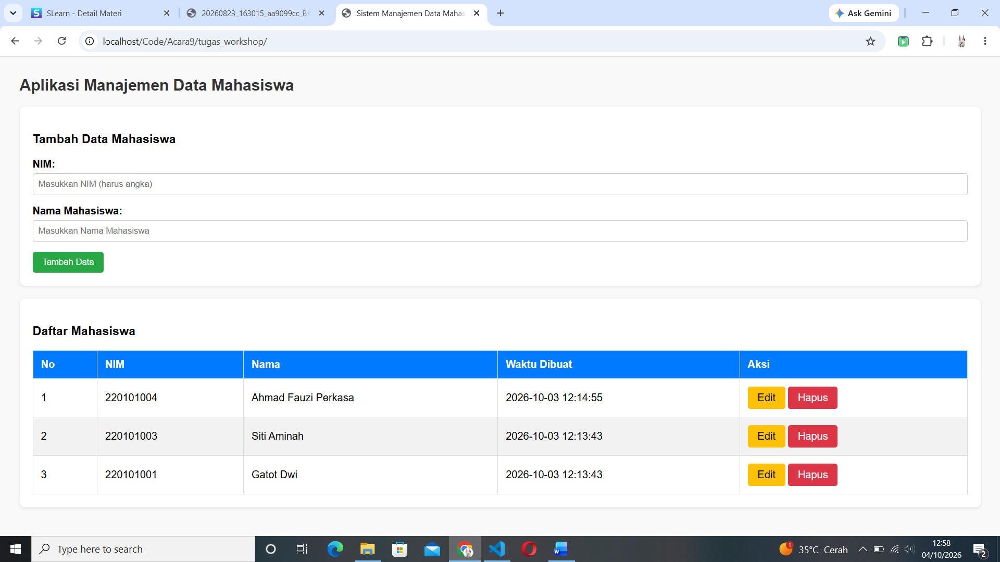 SLearn - Detail Materi
20260823_163015_aa9099cc_BK
Sistem Manajemen Data Mahas
Ask Gemini
localhost/Code/Acara9/tugas_workshop/
Aplikasi Manajemen Data Mahasiswa
Tambah Data Mahasiswa
NIM:
Masukkan NIM (harus angka)
Nama Mahasiswa:
Masukkan Nama Mahasiswa
Tambah Data
Daftar Mahasiswa
No NIM Nama Waktu Dibuat Aksi
1 220101004 Ahmad Fauzi Perkasa 2026-10-03 12:14:55 Edit Hapus
2 220101003 Siti Aminah 2026-10-03 12:13:43 Edit Hapus
3 220101001 Gatot Dwi 2026-10-03 12:13:43 Edit Hapus
Type here to search
1
35°C Cerah
12:58
04/10/2026
2